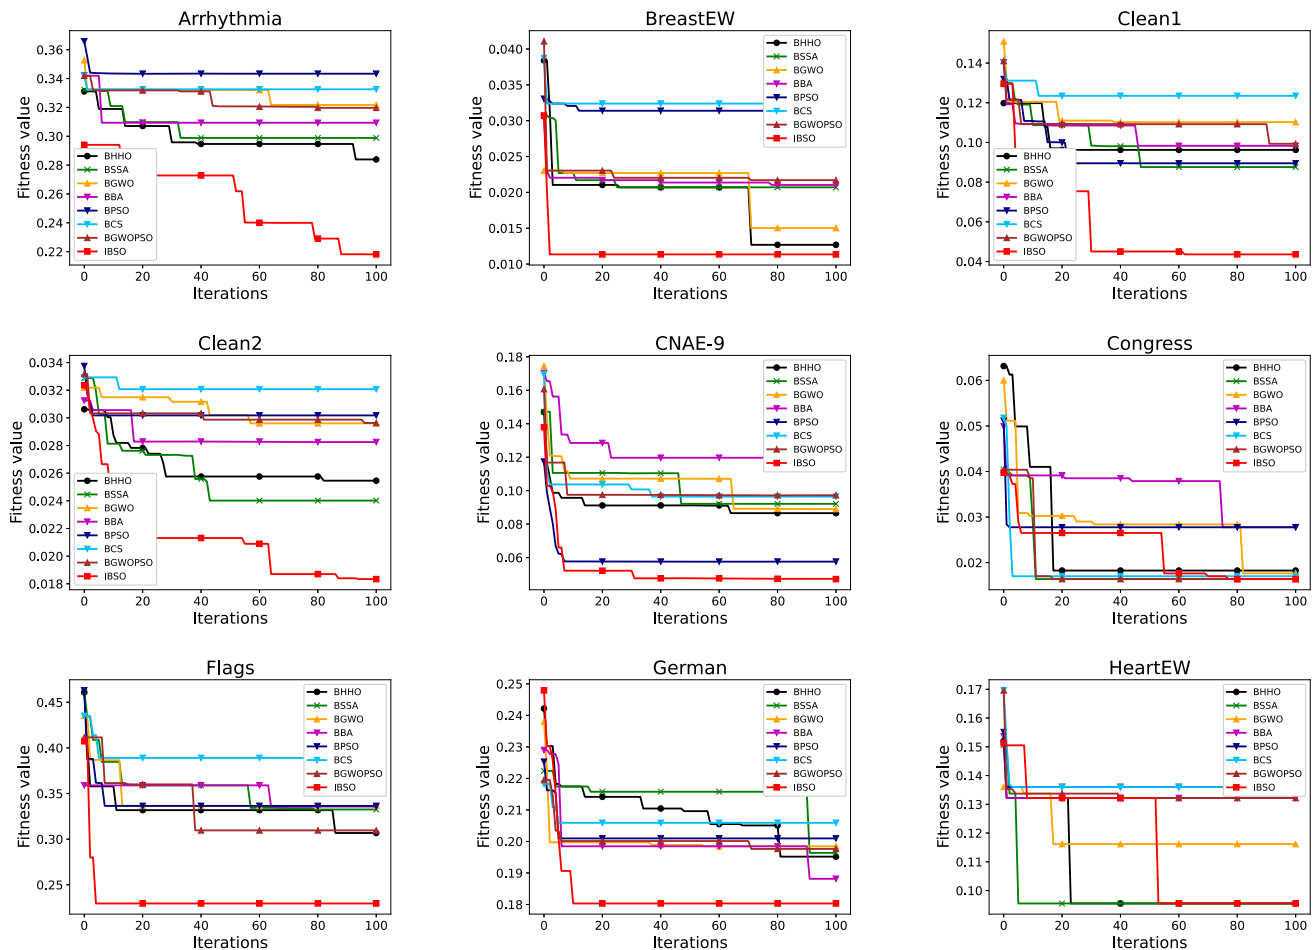 Arrhythmia
Fitness value
0.36
0.34
0.32
0.30
0.28
0.26
0.24
0.22
BHHO
BSSA
BGWO
BBA
BPSO
BCS
BGWOPSO
IBSO
0 20 40 60 80 100
Iterations
BreastEW
Fitness value
0.040
0.035
0.030
0.025
0.020
0.015
0.010
BHHO
BSSA
BGWO
BBA
BPSO
BCS
BGWOPSO
IBSO
0 20 40 60 80 100
Iterations
Clean1
Fitness value
0.14
0.12
0.10
0.08
0.06
0.04
BHHO
BSSA
BGWO
BBA
BPSO
BCS
BGWOPSO
IBSO
0 20 40 60 80 100
Iterations
Clean2
Fitness value
0.034
0.032
0.030
0.028
0.026
0.024
0.022
0.020
0.018
BHHO
BSSA
BGWO
BBA
BPSO
BCS
BGWOPSO
IBSO
0 20 40 60 80 100
Iterations
CNAE-9
Fitness value
0.18
0.16
0.14
0.12
0.10
0.08
0.06
BHHO
BSSA
BGWO
BBA
BPSO
BCS
BGWOPSO
IBSO
0 20 40 60 80 100
Iterations
Congress
Fitness value
0.06
0.05
0.04
0.03
0.02
BHHO
BSSA
BGWO
BBA
BPSO
BCS
BGWOPSO
IBSO
0 20 40 60 80 100
Iterations
Flags
Fitness value
0.45
0.40
0.35
0.30
0.25
BHHO
BSSA
BGWO
BBA
BPSO
BCS
BGWOPSO
IBSO
0 20 40 60 80 100
Iterations
German
Fitness value
0.25
0.24
0.23
0.22
0.21
0.20
0.19
0.18
BHHO
BSSA
BGWO
BBA
BPSO
BCS
BGWOPSO
IBSO
0 20 40 60 80 100
Iterations
HeartEW
Fitness value
0.17
0.16
0.15
0.14
0.13
0.12
0.11
0.10
BHHO
BSSA
BGWO
BBA
BPSO
BCS
BGWOPSO
IBSO
0 20 40 60 80 100
Iterations